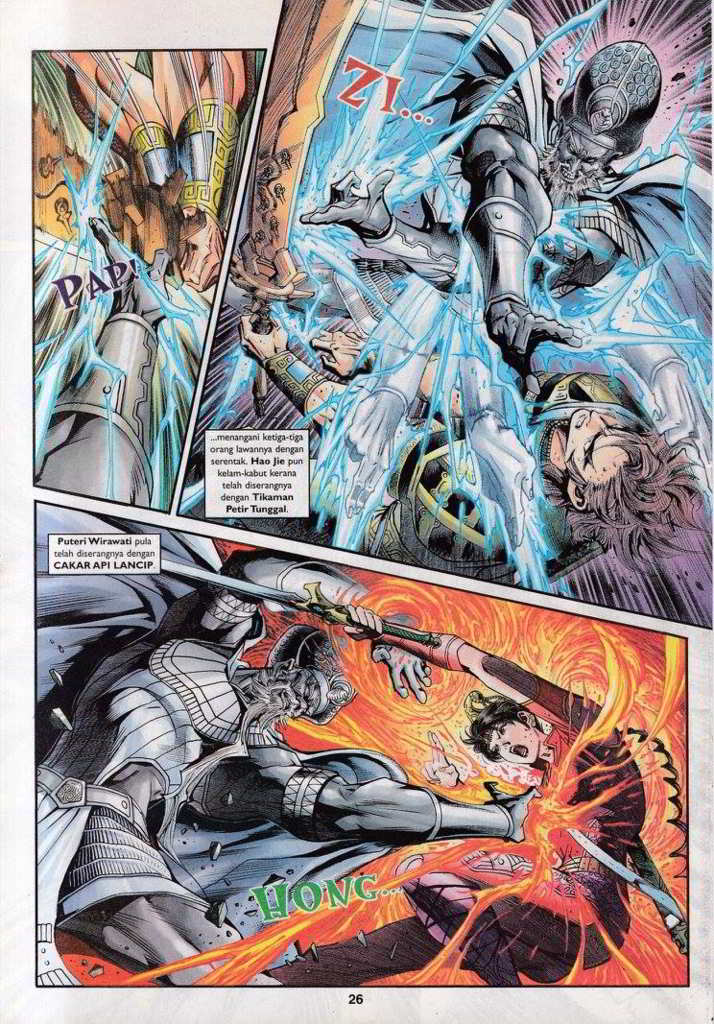 PAP!
ZI...
...menangani ketiga-tiga
orang lawannya dengan
serentak. Hao Jie pun
kelam-kabut kerana
telah diserangnya
dengan Tikaman
Petir Tunggal.
Puteri Wirawati pula
telah diserangnya dengan
CAKAR API LANCIP.
HONG...
26